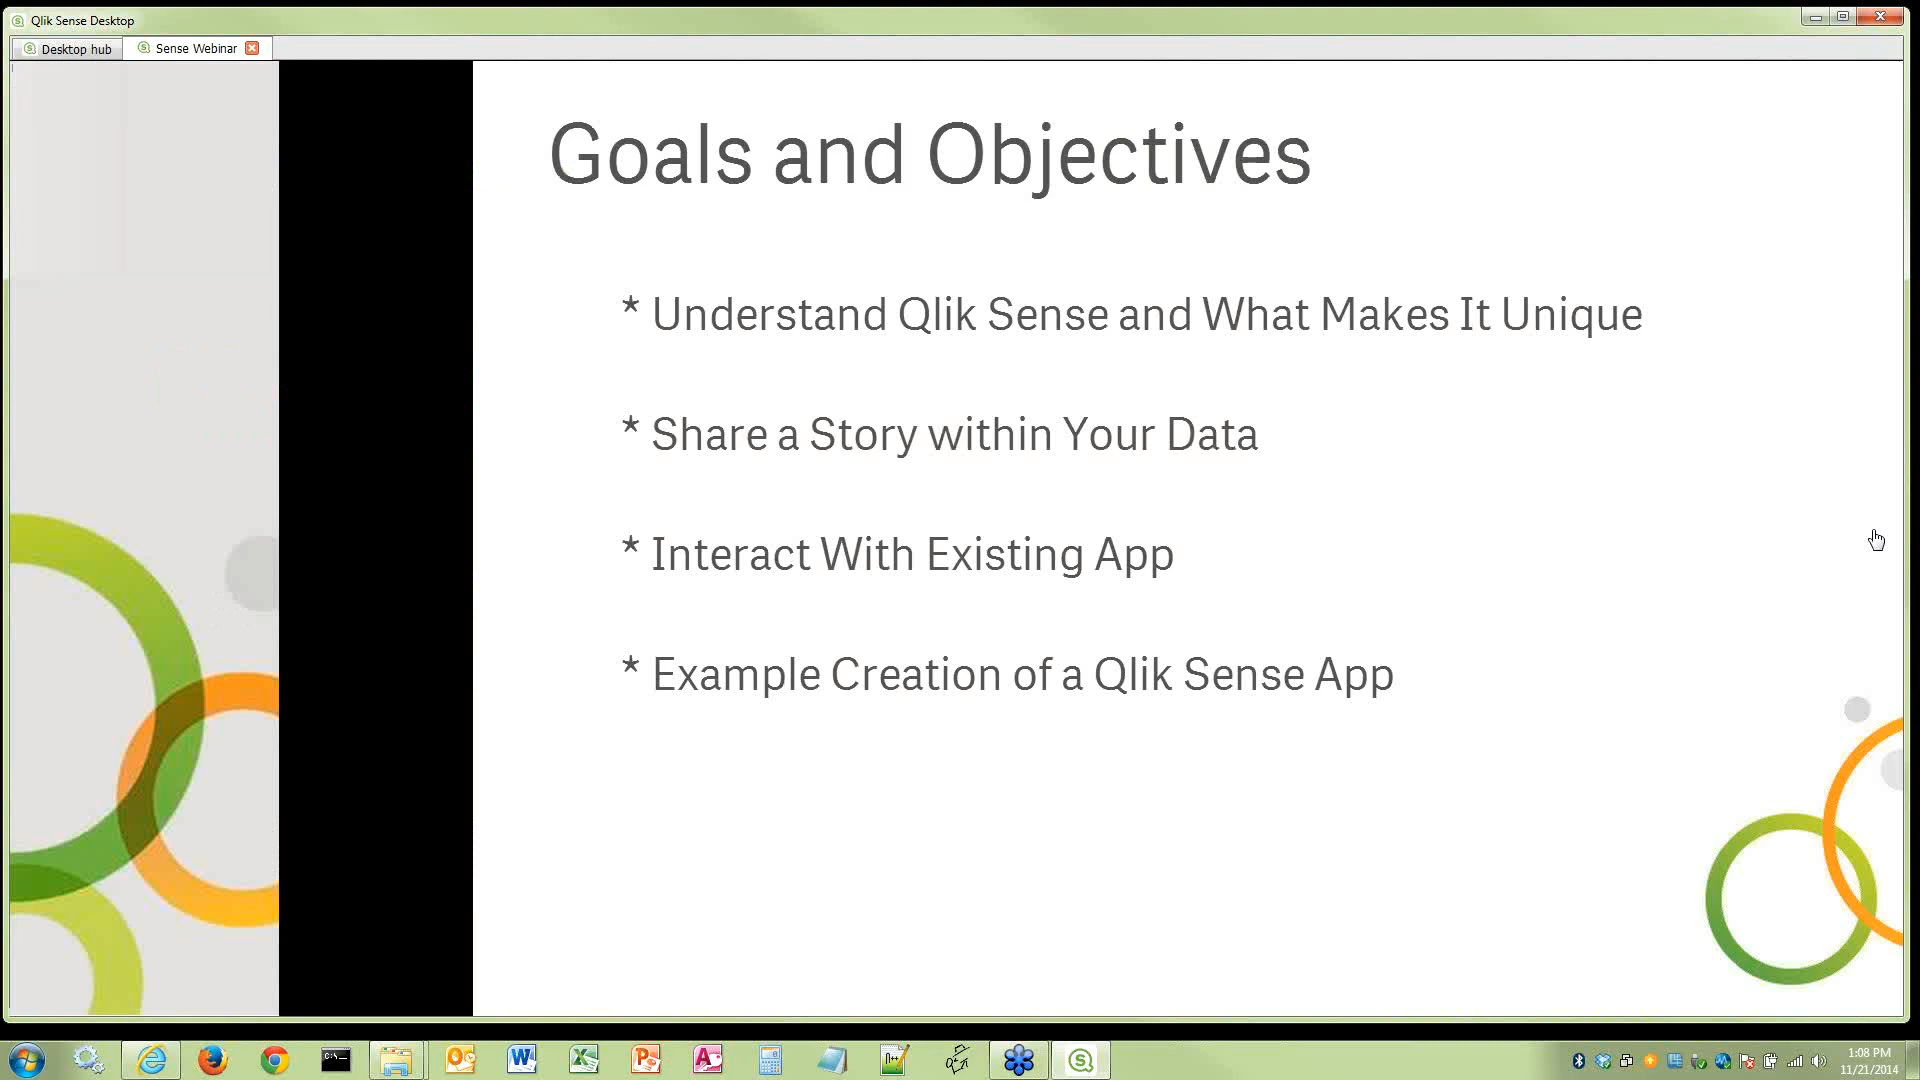 Qlik Sense Desktop
Desktop hub
Sense Webinar
Goals and Objectives
* Understand Qlik Sense and What Makes It Unique
* Share a Story within Your Data
* Interact With Existing App
* Example Creation of a Qlik Sense App
1:08 PM
11/21/2014